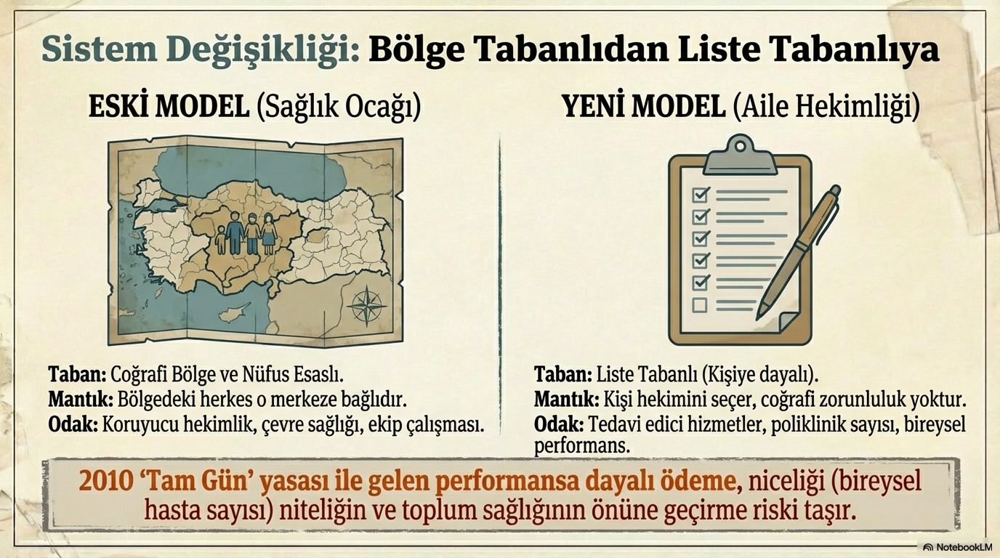 Sistem Değişikliği: Bölge Tabanlıdan Liste Tabanlıya
ESKİ MODEL (Sağlık Ocağı)
Taban: Coğrafi Bölge ve Nüfus Esaslı.
Mantık: Bölgedeki herkes o merkeze bağlıdır.
Odak: Koruyucu hekimlik, çevre sağlığı, ekip çalışması.
YENİ MODEL (Aile Hekimliği)
Taban: Liste Tabanlı (Kişiye dayalı).
Mantık: Kişi hekimini seçer, coğrafi zorunluluk yoktur.
Odak: Tedavi edici hizmetler, poliklinik sayısı, bireysel
performans.
2010 ‘Tam Gün’ yasası ile gelen performansa dayalı ödeme, niceliği (bireysel
hasta sayısı) niteliğin ve toplum sağlığının önüne geçirme riski taşır.
NotebookLM